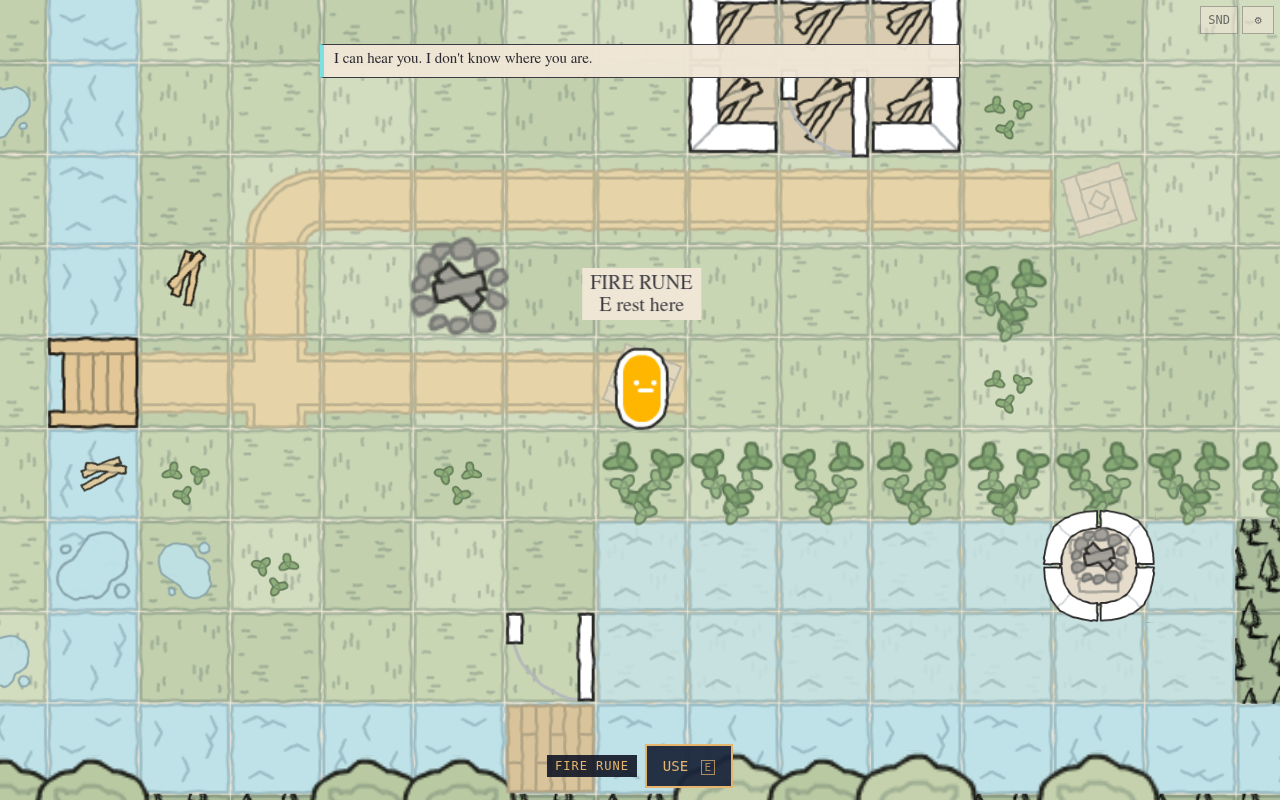 SND
I can hear you. I don't know where you are.
FIRE RUNE
E rest here
FIRE RUNE
USE E